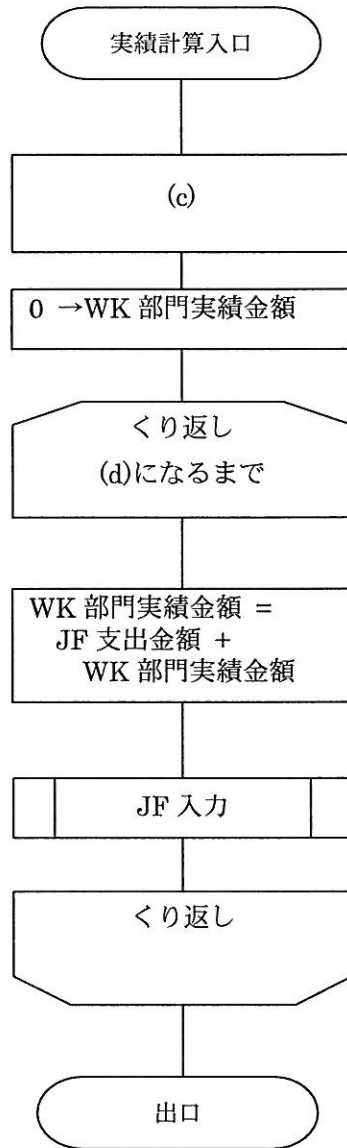 実績計算入口
(c)
0 →WK 部門実績金額
くり返し
(d)になるまで
WK 部門実績金額 =
JF 支出金額 +
WK 部門実績金額
JF 入力
くり返し
出口